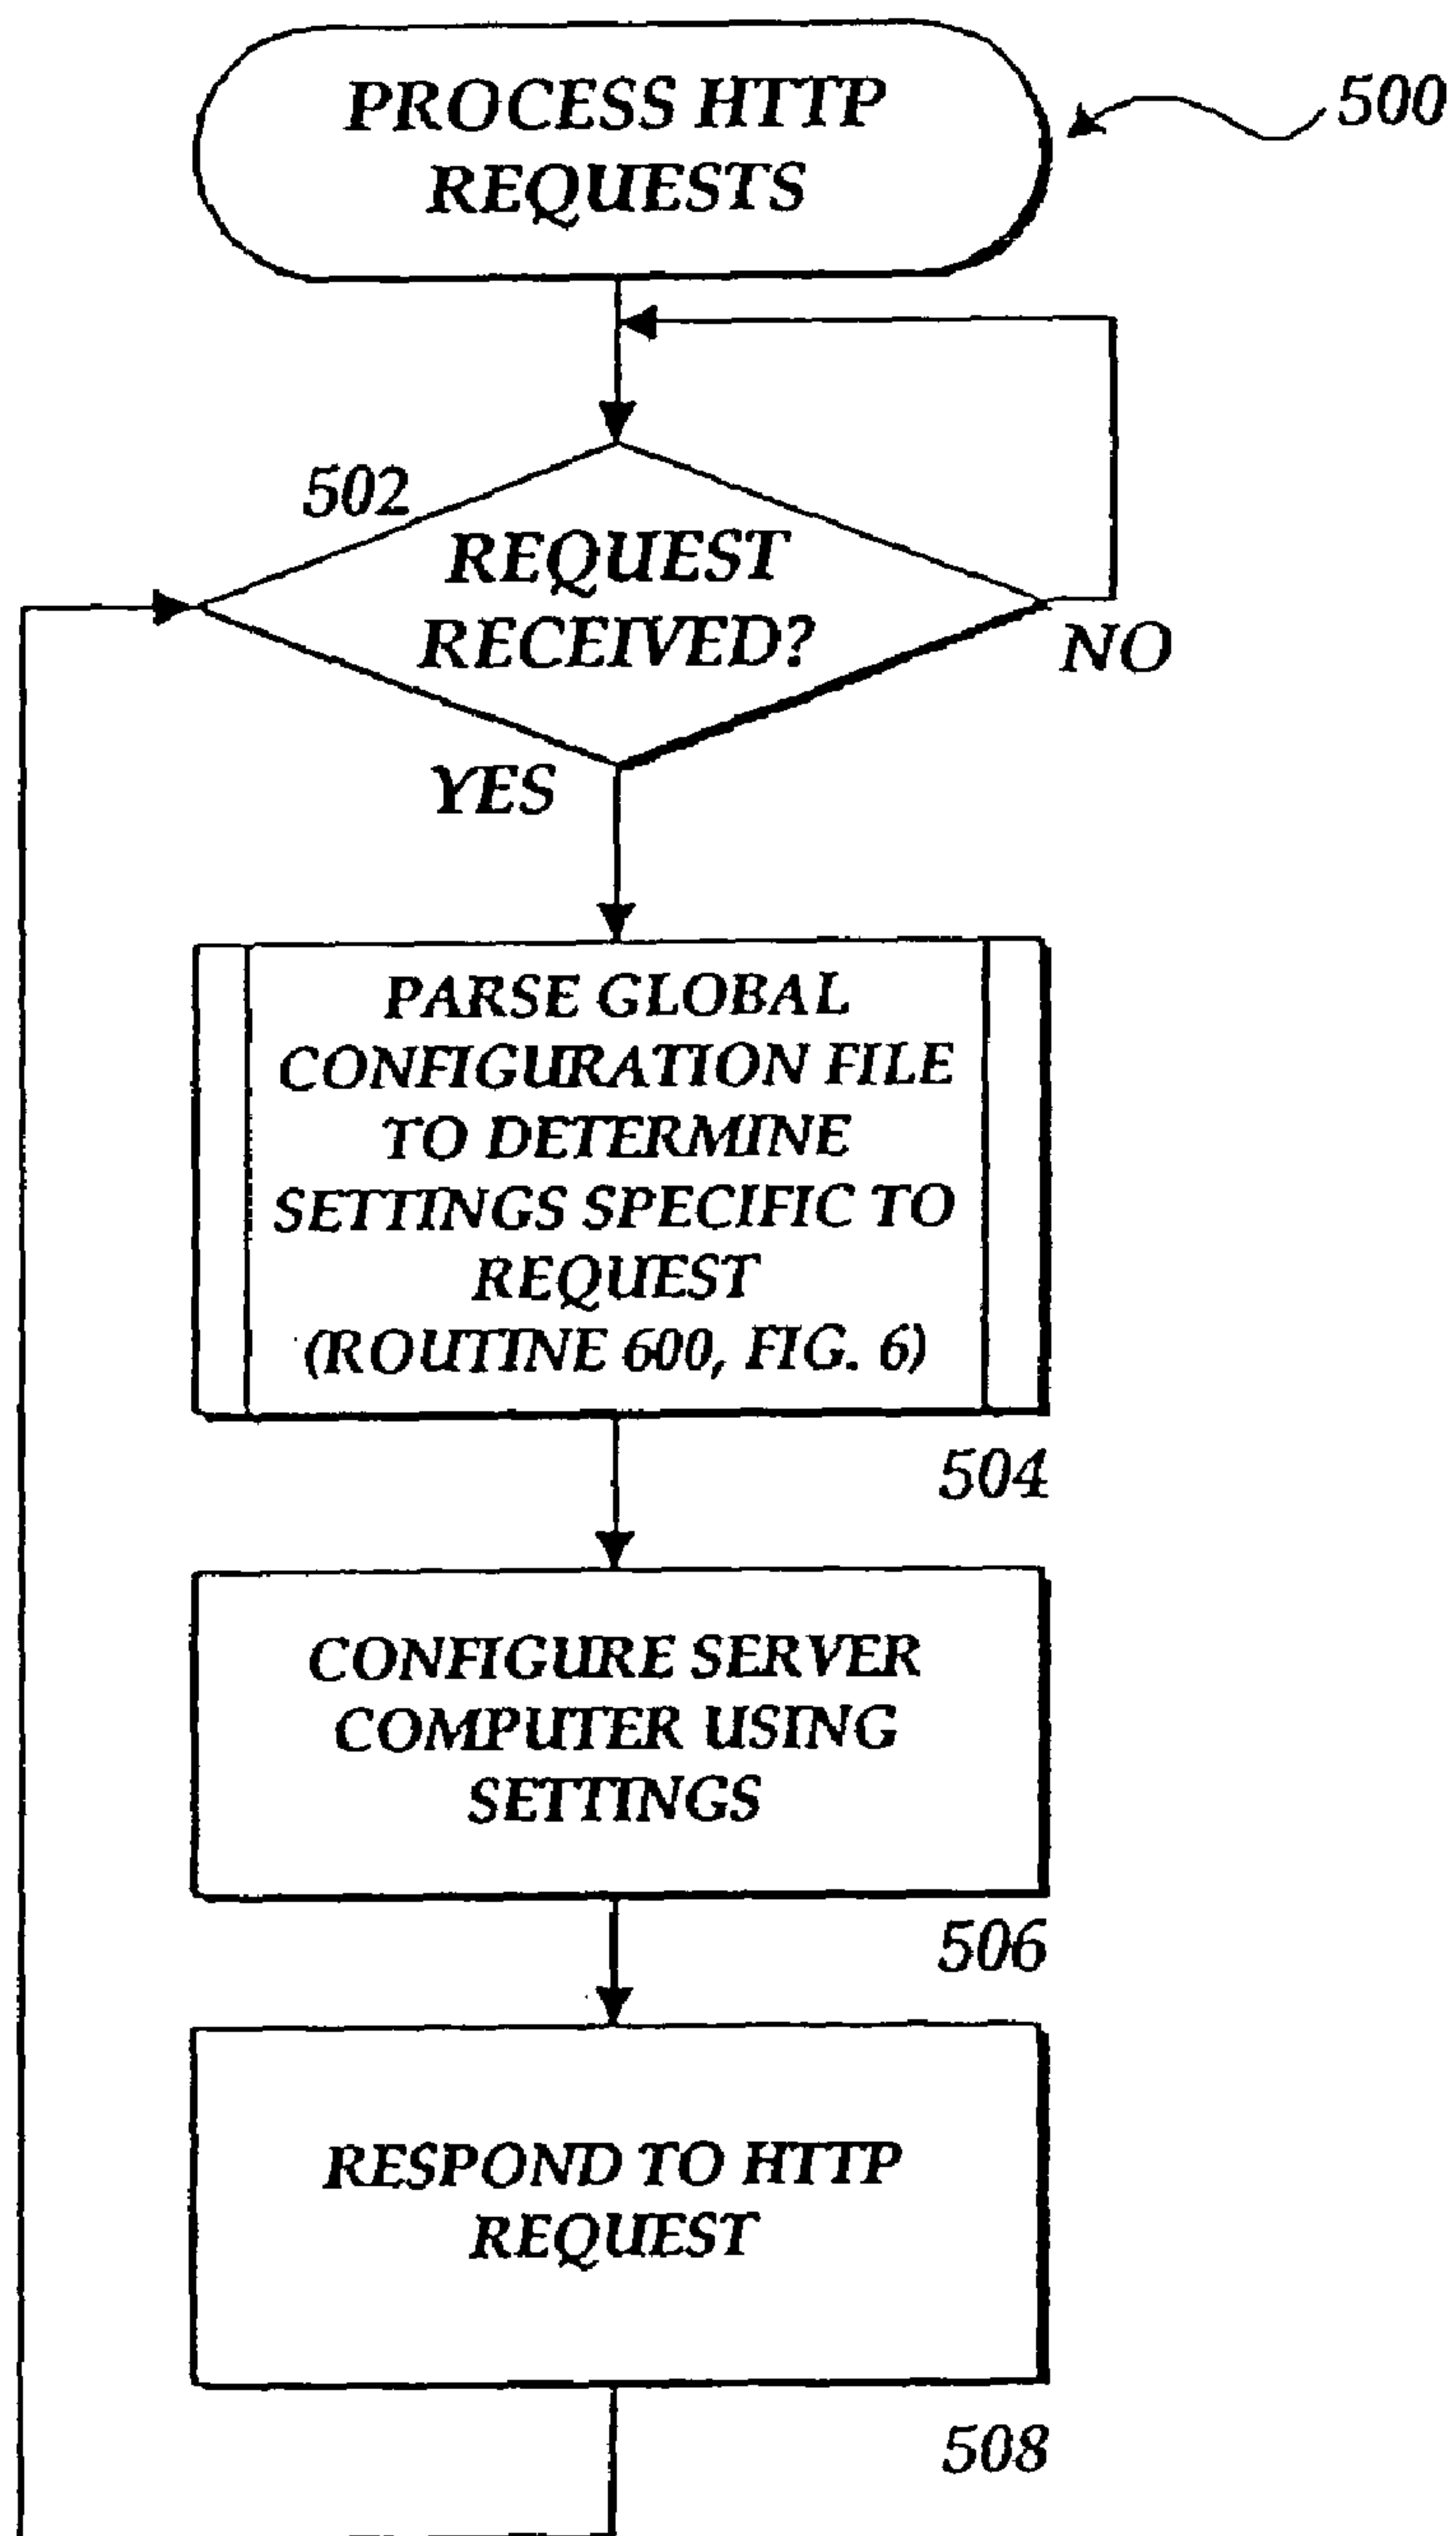 PROCESS HTTP
REQUESTS
500
502
REQUEST
RECEIVED?
NO
YES
PARSE GLOBAL
CONFIGURATION FILE
TO DETERMINE
SETTINGS SPECIFIC TO
REQUEST
(ROUTINE 600, FIG. 6)
504
CONFIGURE SERVER
COMPUTER USING
SETTINGS
506
RESPOND TO HTTP
REQUEST
508